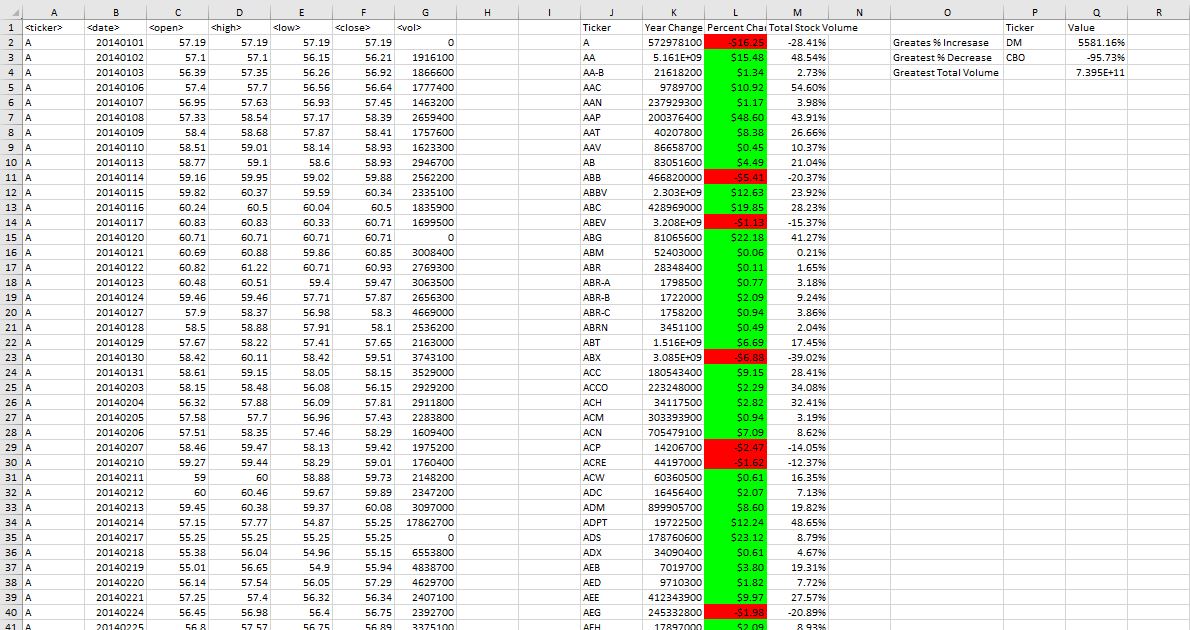 A B C D E F G H I J K L M N O P Q R
1 <ticker> <date> <open> <high> <low> <close> <vol> Ticker Year Change Percent Chan Total Stock Volume Ticker Value
2 A 20140101 57.19 57.19 57.19 57.19 0 A 572978100 -$16.25 -28.41% Greates % Incresase DM 5581.16%
3 A 20140102 57.1 57.1 56.15 56.21 1916100 AA 5.161E+09 $15.48 48.54% Greatest % Decrease CBO -95.73%
4 A 20140103 56.39 57.35 56.26 56.92 1866600 AA-B 21618200 $1.34 2.73% Greatest Total Volume 7.395E+11
5 A 20140106 57.4 57.7 56.56 56.64 1777400 AAC 9789700 $10.92 54.60%
6 A 20140107 56.95 57.63 56.93 57.45 1463200 AAN 237929300 $1.17 3.98%
7 A 20140108 57.33 58.54 57.17 58.39 2659400 AAP 200376400 $48.60 43.91%
8 A 20140109 58.4 58.68 57.87 58.41 1757600 AAT 40207800 $8.38 26.66%
9 A 20140110 58.51 59.01 58.14 58.93 1623300 AAV 86658700 $0.45 10.37%
10 A 20140113 58.77 59.1 58.6 58.93 2946700 AB 83051600 $4.49 21.04%
11 A 20140114 59.16 59.95 59.02 59.88 2562200 ABB 466820000 -$5.41 -20.37%
12 A 20140115 59.82 60.37 59.59 60.34 2335100 ABBV 2.303E+09 $12.63 23.92%
13 A 20140116 60.24 60.5 60.04 60.5 1835900 ABC 428969000 $19.85 28.23%
14 A 20140117 60.83 60.83 60.33 60.71 1699500 ABEV 3.208E+09 -$1.13 -15.37%
15 A 20140120 60.71 60.71 60.71 60.71 0 ABG 81065600 $22.18 41.27%
16 A 20140121 60.69 60.88 59.86 60.85 3008400 ABM 52403000 $0.06 0.21%
17 A 20140122 60.82 61.22 60.71 60.93 2769300 ABR 28348400 $0.11 1.65%
18 A 20140123 60.48 60.51 59.4 59.47 3063500 ABR-A 1798500 $0.77 3.18%
19 A 20140124 59.46 59.46 57.71 57.87 2656300 ABR-B 1722000 $2.09 9.24%
20 A 20140127 57.9 58.37 56.98 58.3 4669000 ABR-C 1758200 $0.94 3.86%
21 A 20140128 58.5 58.88 57.91 58.1 2536200 ABRN 3451100 $0.49 2.04%
22 A 20140129 57.67 58.22 57.41 57.65 2163000 ABT 1.516E+09 $6.69 17.45%
23 A 20140130 58.42 60.11 58.42 59.51 3743100 ABX 3.085E+09 -$6.88 -39.02%
24 A 20140131 58.61 59.15 58.05 58.15 3529000 ACC 180543400 $9.15 28.41%
25 A 20140203 58.15 58.48 56.08 56.15 2929200 ACCO 223248000 $2.29 34.08%
26 A 20140204 56.32 57.88 56.09 57.81 2911800 ACH 34117500 $2.82 32.41%
27 A 20140205 57.58 57.7 56.96 57.43 2283800 ACM 303393900 $0.94 3.19%
28 A 20140206 57.51 58.35 57.46 58.29 1609400 ACN 705479100 $7.09 8.62%
29 A 20140207 58.46 59.47 58.13 59.42 1975200 ACP 14206700 -$2.47 -14.05%
30 A 20140210 59.27 59.44 58.29 59.01 1760400 ACRE 44197000 -$1.62 -12.37%
31 A 20140211 59 60 58.88 59.73 2148200 ACW 60360500 $0.61 16.35%
32 A 20140212 60 60.46 59.67 59.89 2347200 ADC 16456400 $2.07 7.13%
33 A 20140213 59.45 60.38 59.37 60.08 3097000 ADM 899905700 $8.60 19.82%
34 A 20140214 57.15 57.77 54.87 55.25 17862700 ADPT 19722500 $12.24 48.65%
35 A 20140217 55.25 55.25 55.25 55.25 0 ADS 178760600 $23.12 8.79%
36 A 20140218 55.38 56.04 54.96 55.15 6553800 ADX 34090400 $0.61 4.67%
37 A 20140219 55.01 56.65 54.9 55.94 4838700 AEB 7019700 $3.80 19.31%
38 A 20140220 56.14 57.54 56.05 57.29 4629700 AED 9710300 $1.82 7.72%
39 A 20140221 57.25 57.4 56.32 56.34 2407100 AEE 412343900 $9.97 27.57%
40 A 20140224 56.45 56.98 56.4 56.75 2392700 AEG 245332800 -$1.98 -20.89%
41 A 20140225 56.8 57.57 56.75 56.89 3375100 AEH 17897000 $2.09 8.93%